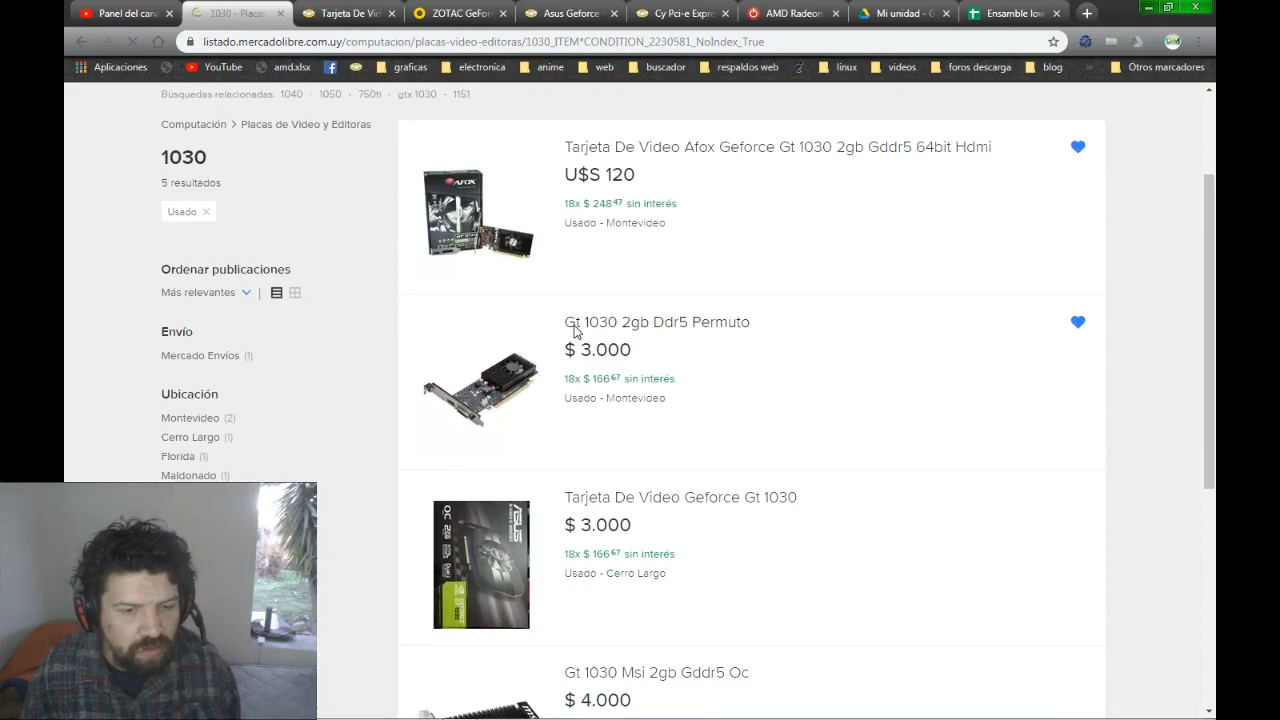 Panel del cana
1030 - Placas
Tarjeta De Vio
ZOTAC GeFor
Asus Geforce
Cy Pci-e Expre
AMD Radeon
Mi unidad - G
Ensamble low
listado.mercadolibre.com.uy/computacion/placas-video-editoras/1030_ITEM*CONDITION_2230581_NoIndex_True
Aplicaciones
YouTube
amd.xlsx
graficas
electronica
anime
web
buscador
respaldos web
linux
videos
foros descarga
blog
Otros marcadores
Búsquedas relacionadas: 1040 - 1050 - 750ti - gtx 1030 - 1151
Computación > Placas de Video y Editoras
1030
5 resultados
Usado
Ordenar publicaciones
Más relevantes
Envío
Mercado Envíos (1)
Ubicación
Montevideo (2)
Cerro Largo (1)
Florida (1)
Maldonado (1)
Tarjeta De Video Afox Geforce Gt 1030 2gb Gddr5 64bit Hdmi
U$S 120
18x $ 248 47 sin interés
Usado - Montevideo
Gt 1030 2gb Ddr5 Permuto
$ 3.000
18x $ 166 67 sin interés
Usado - Montevideo
Tarjeta De Video Geforce Gt 1030
$ 3.000
18x $ 166 67 sin interés
Usado - Cerro Largo
Gt 1030 Msi 2gb Gddr5 Oc
$ 4.000
AFOX
ASUS
OC 2GB